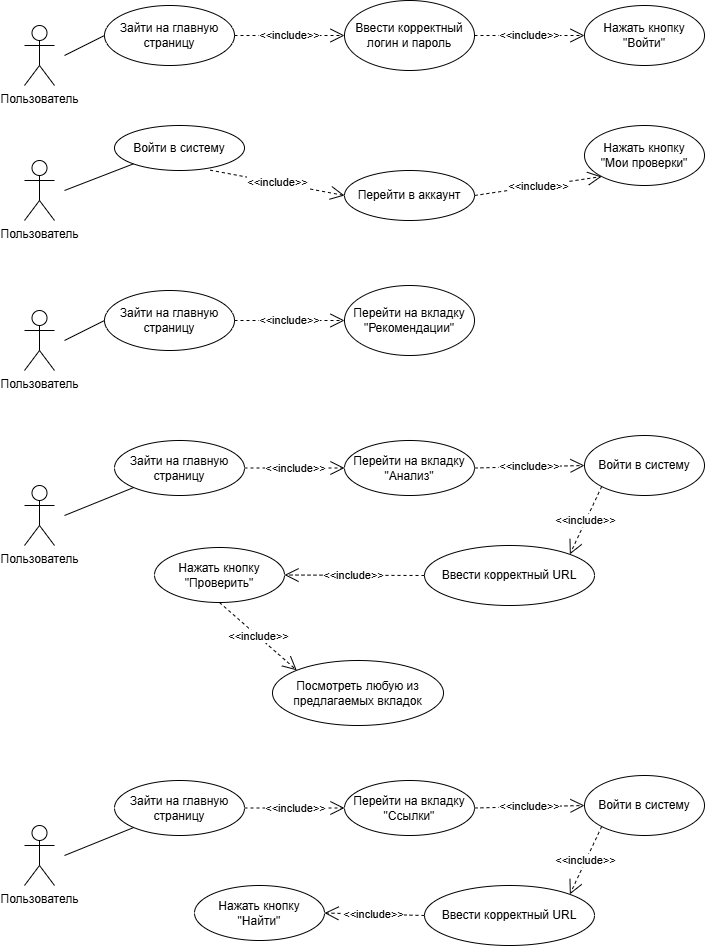 Зайти на главную
страницу
<<include>>
Ввести корректный
логин и пароль
<<include>>
Нажать кнопку
"Войти"
Пользователь
Войти в систему
<<include>>
Перейти в аккаунт
<<include>>
Нажать кнопку
"Мои проверки"
Пользователь
Зайти на главную
страницу
<<include>>
Перейти на вкладку
"Рекомендации"
Пользователь
Зайти на главную
страницу
<<include>>
Перейти на вкладку
"Анализ"
<<include>>
Войти в систему
Пользователь
<<include>>
Ввести корректный URL
<<include>>
Нажать кнопку
"Проверить"
<<include>>
Посмотреть любую из
предлагаемых вкладок
Зайти на главную
страницу
<<include>>
Перейти на вкладку
"Ссылки"
<<include>>
Войти в систему
Пользователь
<<include>>
Ввести корректный URL
<<include>>
Нажать кнопку
"Найти"